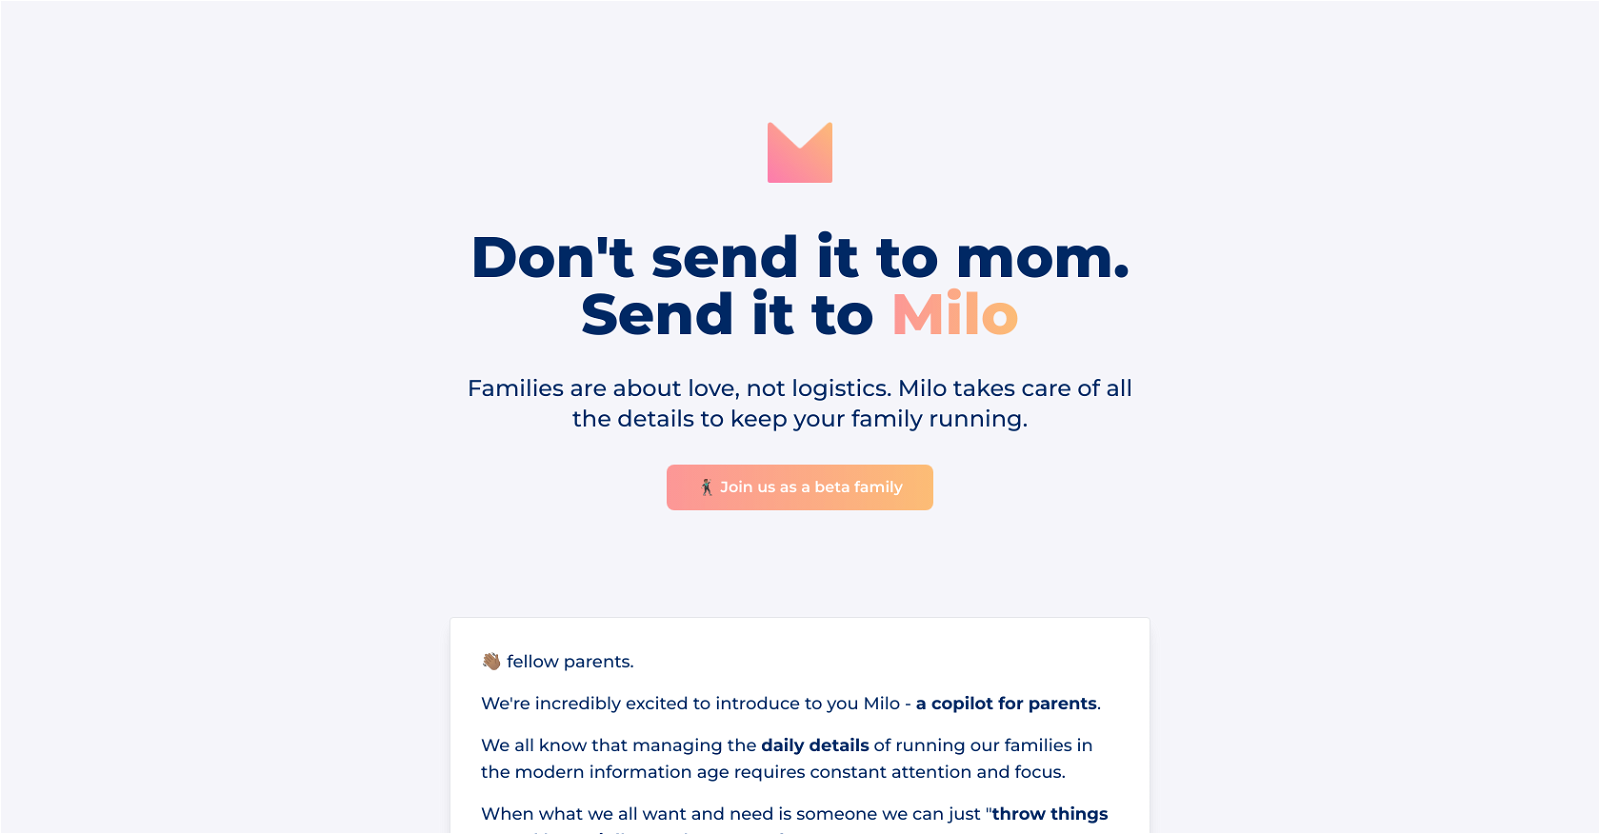 Don't send it to mom.
Send it to Milo
Families are about love, not logistics. Milo takes care of all
the details to keep your family running.
Join us as a beta family
fellow parents.
We're incredibly excited to introduce to you Milo - a copilot for parents.
We all know that managing the daily details of running our families in
the modern information age requires constant attention and focus.
When what we all want and need is someone we can just "throw things